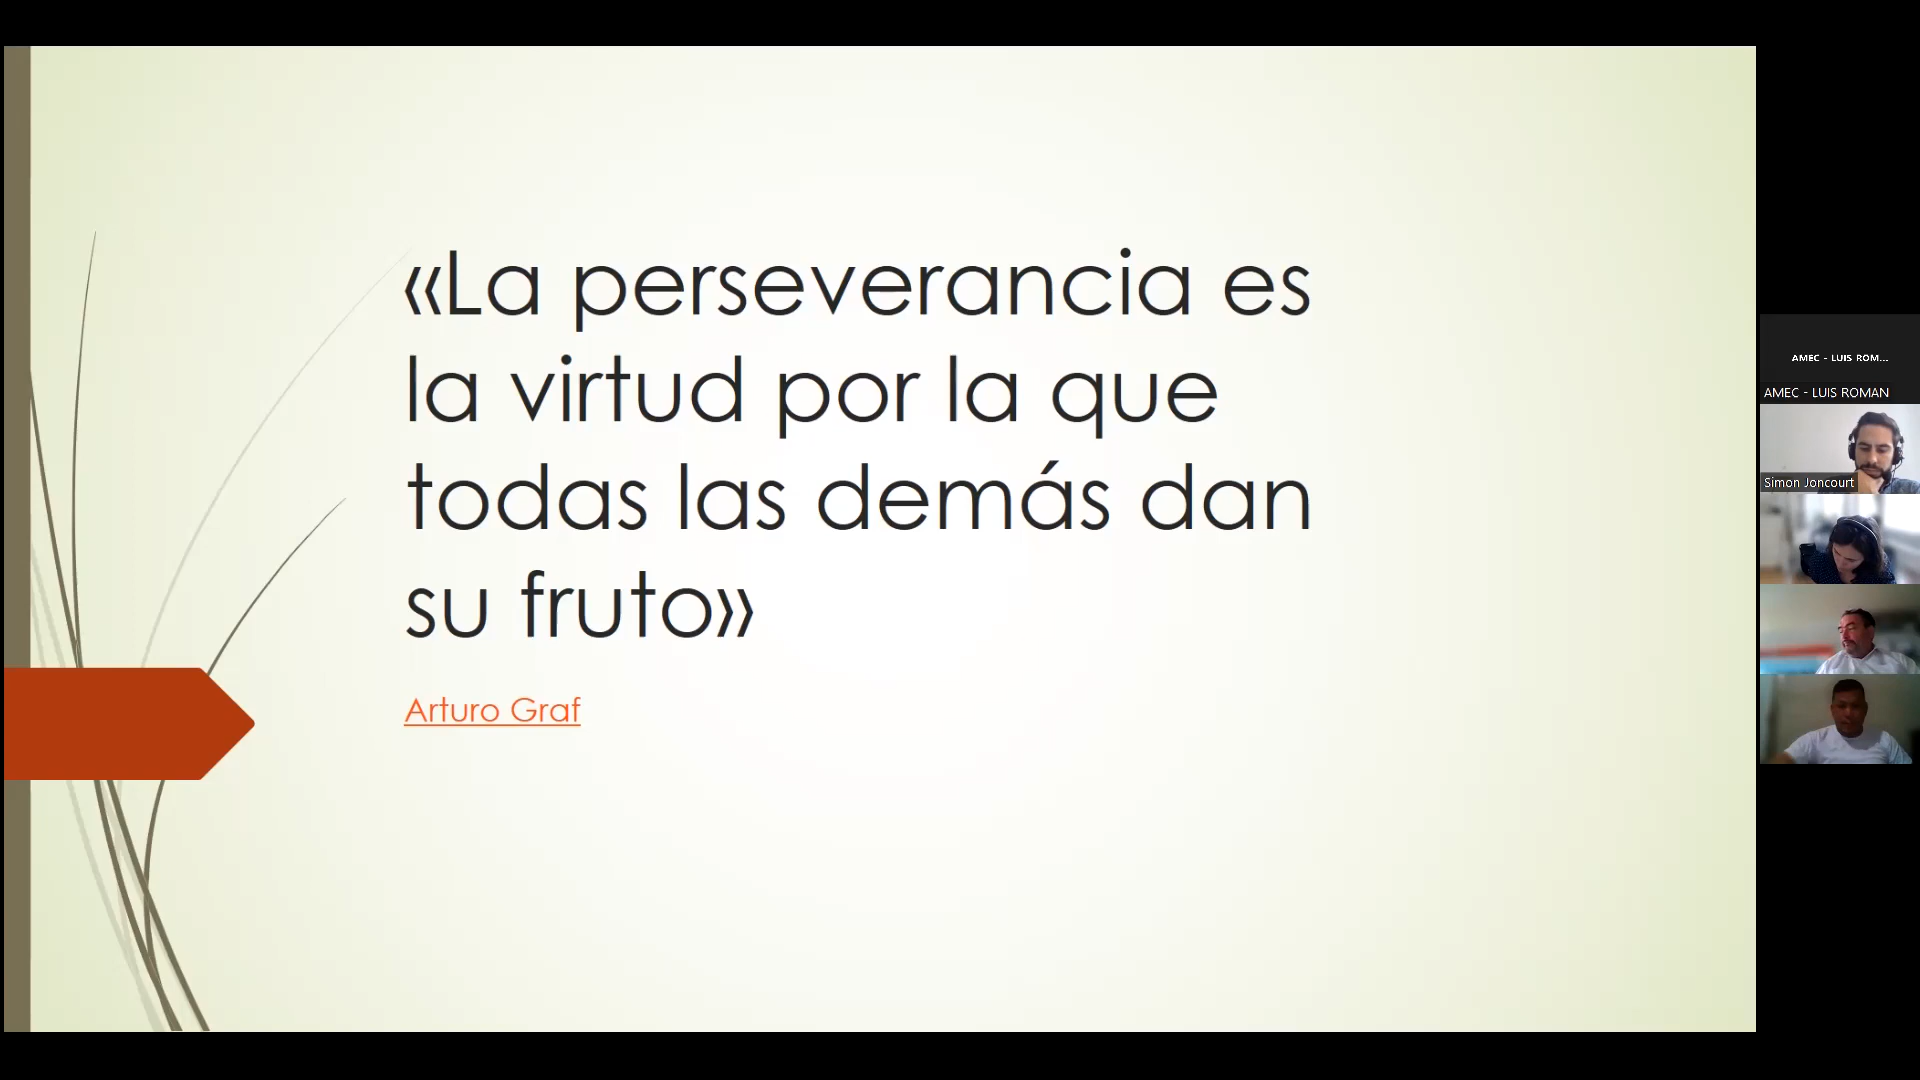 «La perseverancia es
la virtud por la que
todas las demás dan
su fruto»
Arturo Graf
AMEC - LUIS ROM...
AMEC - LUIS ROMAN
Simon Joncourt